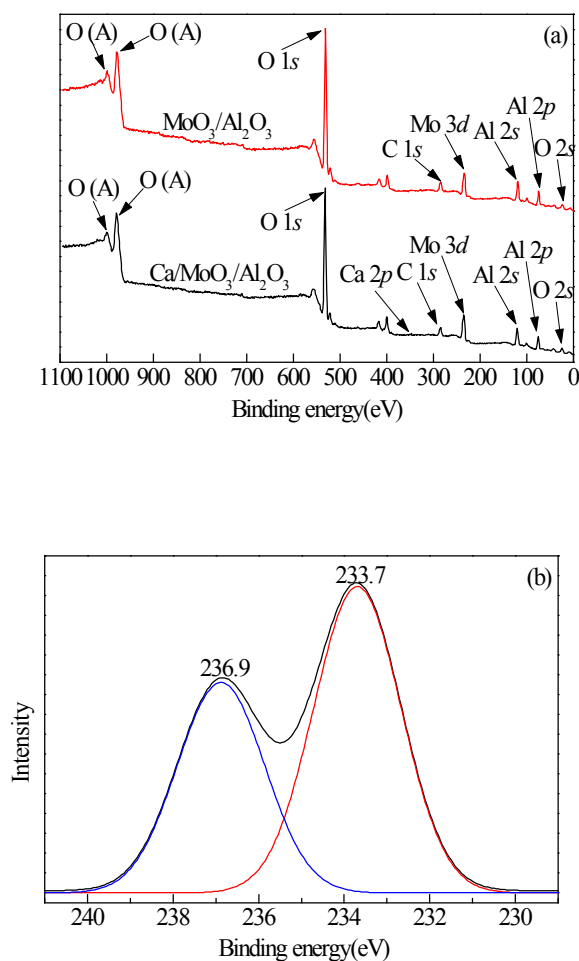 (a)
O (A) O (A)
O 1s
MoO₃/Al₂O₃
C 1s Mo 3d Al 2s Al 2p O 2s
O (A) O (A)
O 1s
Ca/MoO₃/Al₂O₃
Ca 2p C 1s Mo 3d Al 2s Al 2p O 2s
1100 1000 900 800 700 600 500 400 300 200 100 0
Binding energy(eV)
(b)
233.7
236.9
Intensity
240 238 236 234 232 230
Binding energy(eV)